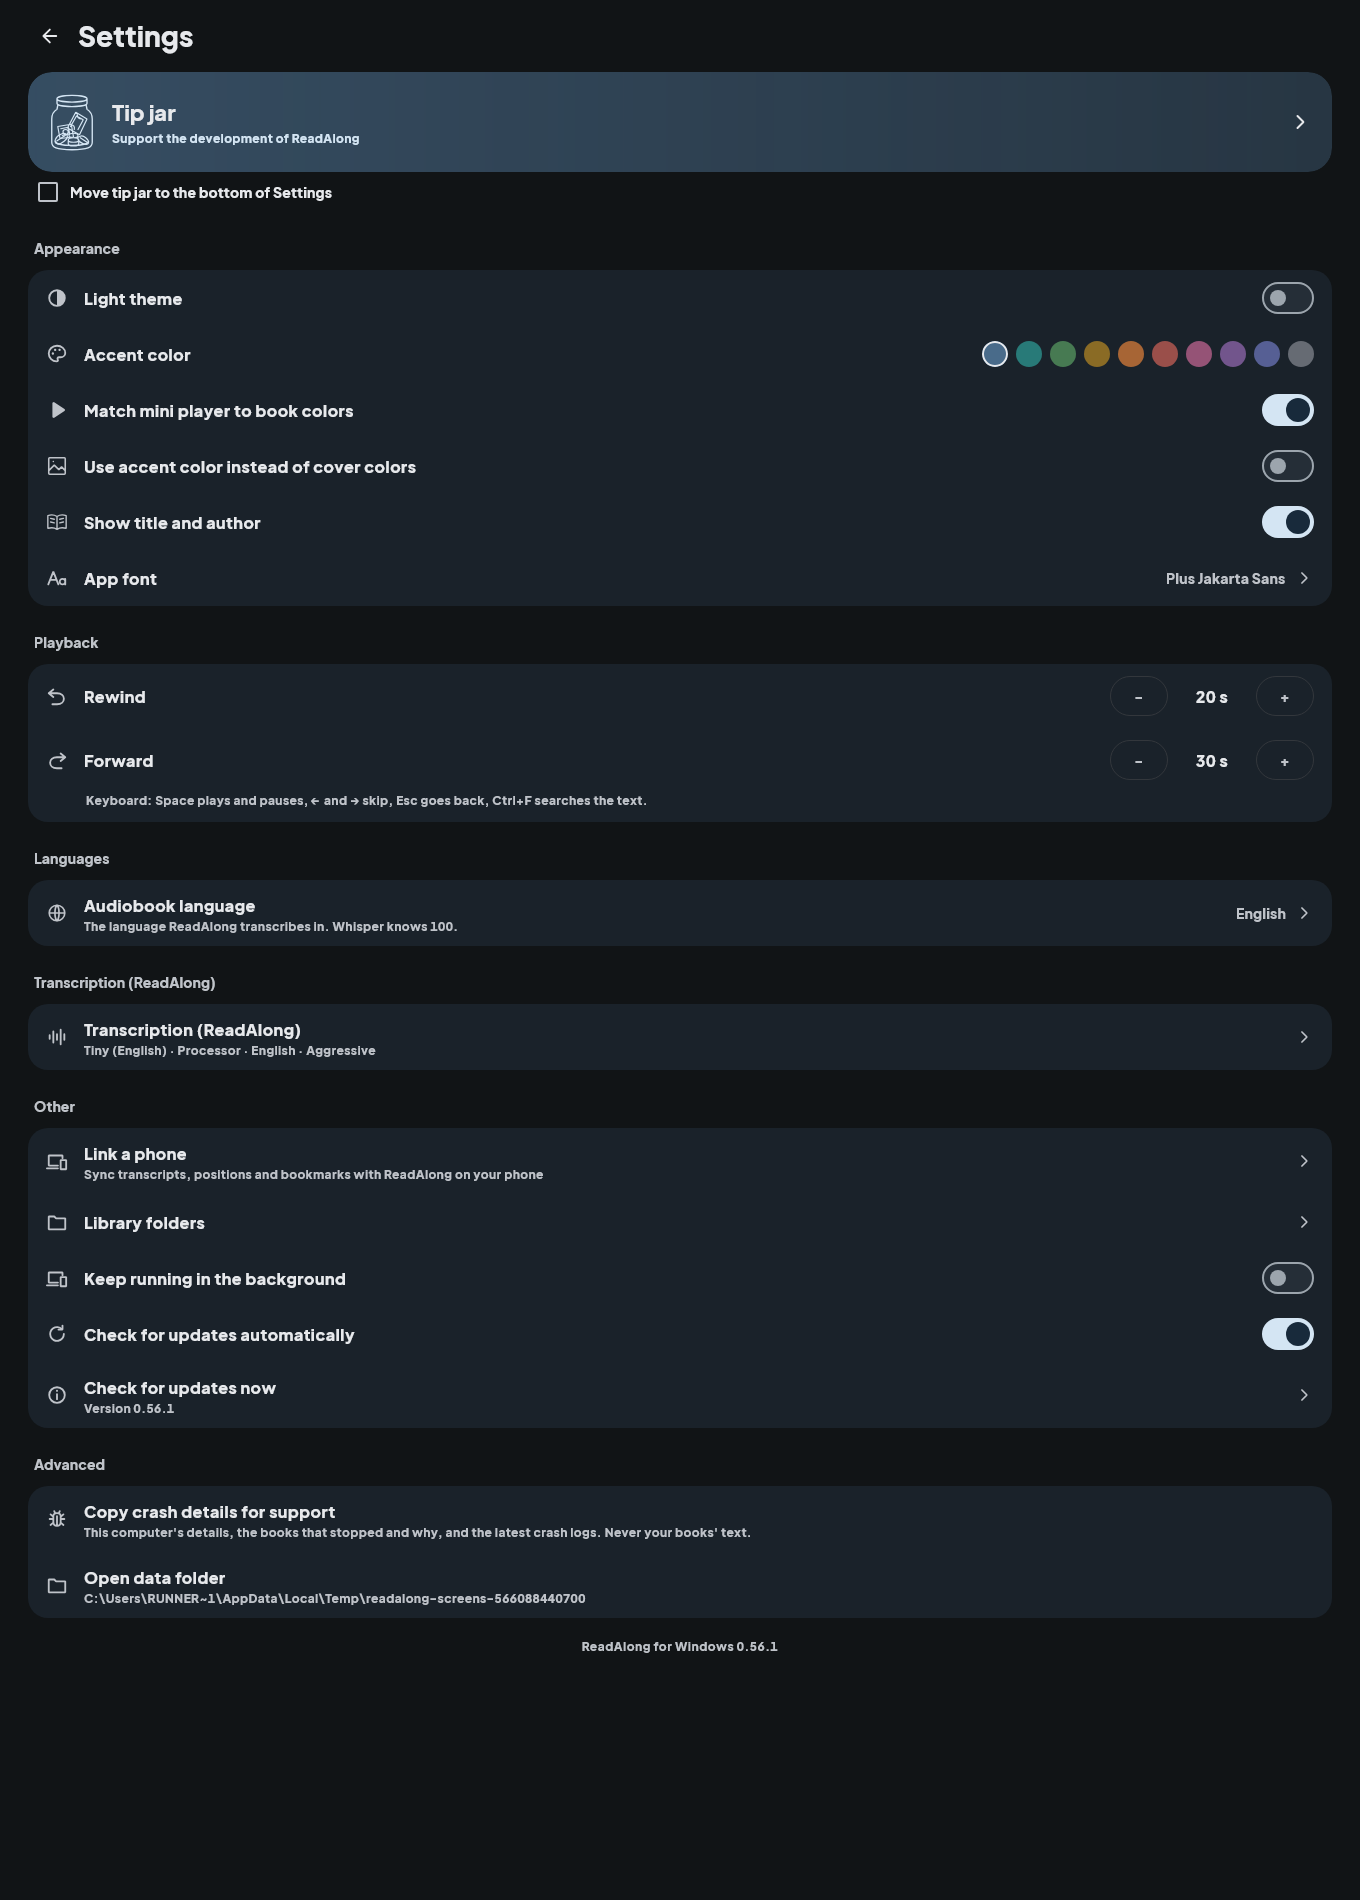 Settings
Tip jar
Support the development of ReadAlong
Move tip jar to the bottom of Settings
Appearance
Light theme
Accent color
Match mini player to book colors
Use accent color instead of cover colors
Show title and author
Aa App font Plus Jakarta Sans
Playback
Rewind - 20 s +
Forward - 30 s +
Keyboard: Space plays and pauses, ← and → skip, Esc goes back, Ctrl+F searches the text.
Languages
Audiobook language
The language ReadAlong transcribes in. Whisper knows 100.
English
Transcription (ReadAlong)
Transcription (ReadAlong)
Tiny (English) · Processor · English · Aggressive
Other
Link a phone
Sync transcripts, positions and bookmarks with ReadAlong on your phone
Library folders
Keep running in the background
Check for updates automatically
Check for updates now
Version 0.56.1
Advanced
Copy crash details for support
This computer's details, the books that stopped and why, and the latest crash logs. Never your books' text.
Open data folder
C:\Users\RUNNER~1\AppData\Local\Temp\readalong-screens-566088440700
ReadAlong for Windows 0.56.1